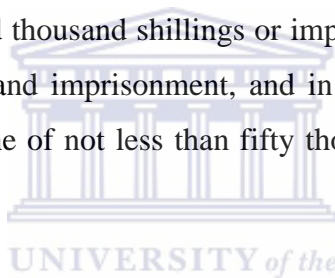 thousand shillings or imp
and imprisonment, and in
e of not less than fifty tho
UNIVERSITY of the